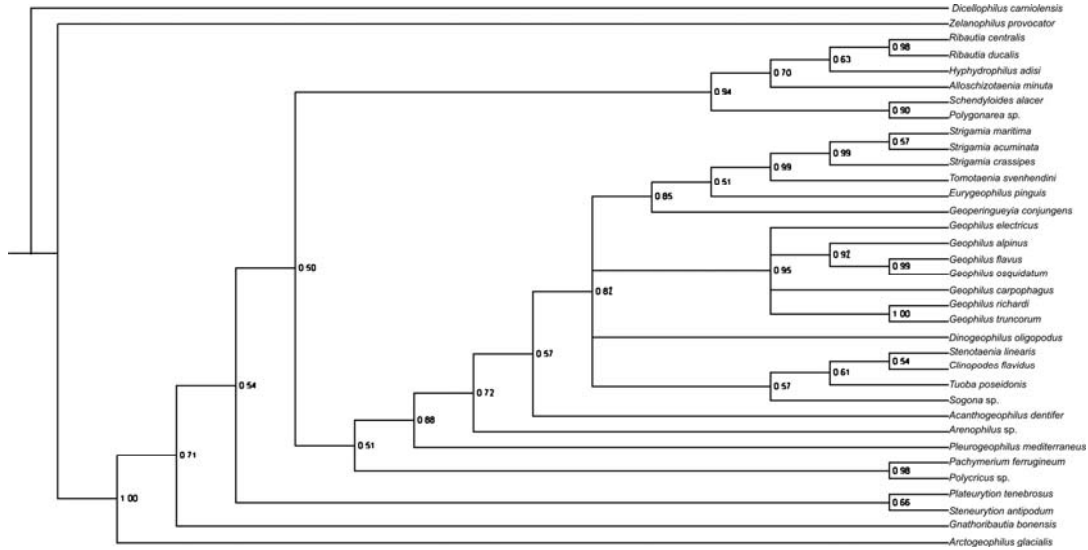 Dicellophilus carniolensis
Zelanophilus provocator
Ribautia centralis
0 98
Ribautia ducalis
0 63
Hyphydrophilus adisi
0 70
Alloschizotaenia minuta
0 94
Schendyloides alacer
0 90
Polygonarea sp.
Strigamia maritima
0 57
Strigamia acuminata
0 99
Strigamia crassipes
0 99
Tomotaenia svenhendini
0 51
Eurygeophilus pinguis
0 85
Geoperingueyia conjungens
Geophilus electricus
Geophilus alpinus
0 92
Geophilus flavus
0 99
0 95
0 50
Geophilus osquidatum
Geophilus carpophagus
0 82
Geophilus richardi
1 00
Geophilus truncorum
Dinogeophilus oligopodus
Stenotaenia linearis
0 57
0 54
Clinopodes flavidus
0 61
Tuoba poseidonis
0 54
0 57
0 72
Sogona sp.
Acanthogeophilus dentifer
0 88
Arenophilus sp.
0 51
Pleurogeophilus mediterraneus
0 71
Pachymerium ferrugineum
0 98
Polycricus sp.
Plateurytion tenebrosus
1 00
0 66
Steneurytion antipodum
Gnathoribautia bonensis
Arctogeophilus glacialis